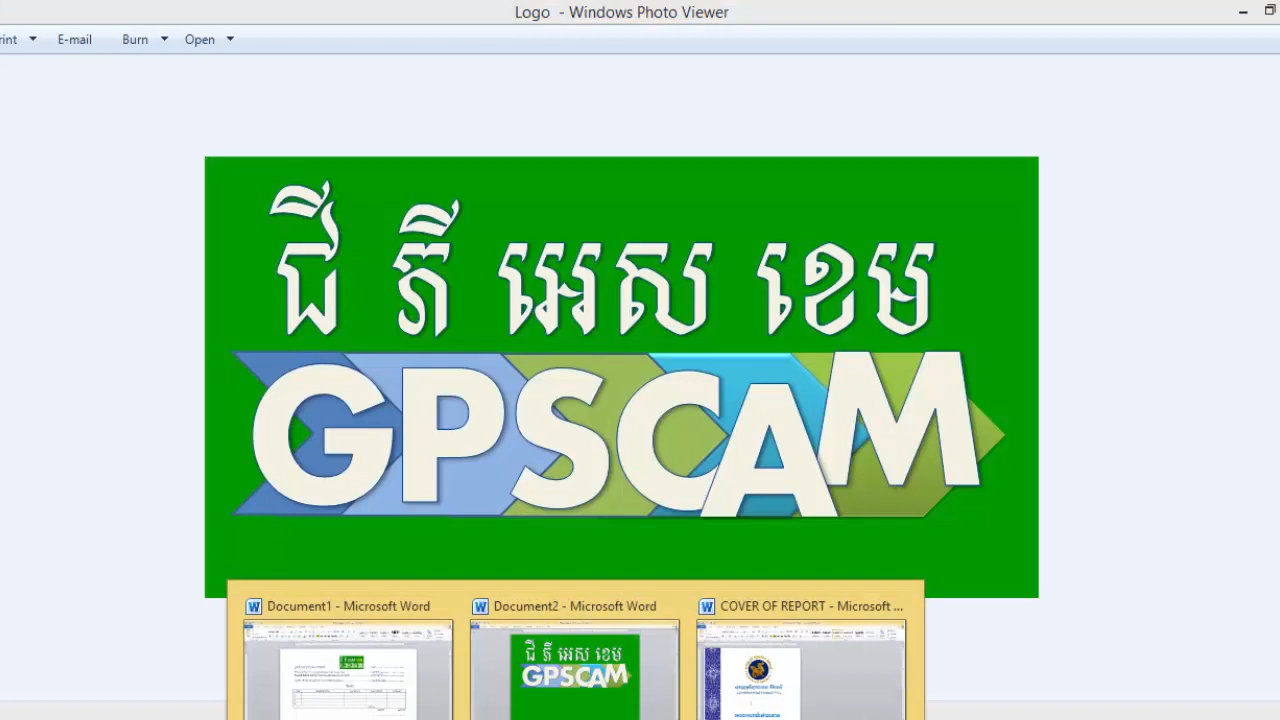 Logo - Windows Photo Viewer
rint E-mail Burn Open
ជី ភី អេស ខេម
GPSCAM
Document1 - Microsoft Word Document2 - Microsoft Word COVER OF REPORT - Microsoft ...
ជី ភី អេស ខេម
GPSCAM